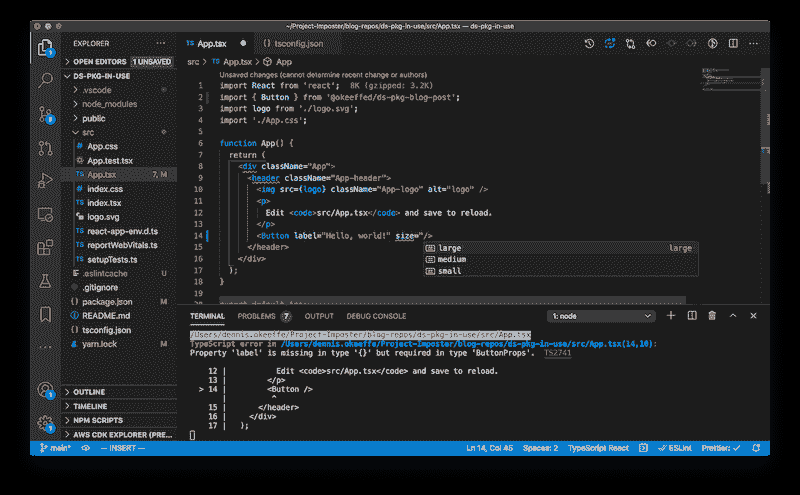 ~/Project-Imposter/blog-repos/ds-pkg-in-use/src/App.tsx — ds-pkg-in-use
EXPLORER
OPEN EDITORS 1 UNSAVED
DS-PKG-IN-USE
.vscode
node_modules
public
src
App.css
App.test.tsx
App.tsx 7, M
index.css
index.tsx
logo.svg
react-app-env.d.ts
reportWebVitals.ts
setupTests.ts
.eslintcache U
.gitignore
package.json
README.md
tsconfig.json
yarn.lock
OUTLINE
TIMELINE
NPM SCRIPTS
AWS CDK EXPLORER (PRE...
App.tsx
tsconfig.json
src > App.tsx > App
Unsaved changes (cannot determine recent change or authors)
1 import React from 'react'; 8K (gzipped: 3.2K)
2 import { Button } from '@okeeffed/ds-pkg-blog-post';
3 import logo from './logo.svg';
4 import './App.css';
5
6 function App() {
7 return (
8 <div className="App">
9 <header className="App-header">
10 <img src={logo} className="App-logo" alt="logo" />
11 <p>
12 Edit <code>src/App.tsx</code> and save to reload.
13 </p>
14 <Button label="Hello, world!" size=""/>
15 </header>
16 </div>
17 );
18 }
19
large large
medium
small
export default App;
TERMINAL PROBLEMS 7 OUTPUT DEBUG CONSOLE 1: node
/Users/dennis.okeeffe/Project-Imposter/blog-repos/ds-pkg-in-use/src/App.tsx
TypeScript error in /Users/dennis.okeeffe/Project-Imposter/blog-repos/ds-pkg-in-use/src/App.tsx(14,10):
Property 'label' is missing in type '{}' but required in type 'ButtonProps'. TS2741
12 | Edit <code>src/App.tsx</code> and save to reload.
13 | </p>
> 14 | <Button />
| ^
15 | </header>
16 | </div>
17 | );
main* -- INSERT -- Ln 14, Col 45 Spaces: 2 TypeScript React ESLint Prettier: ✓